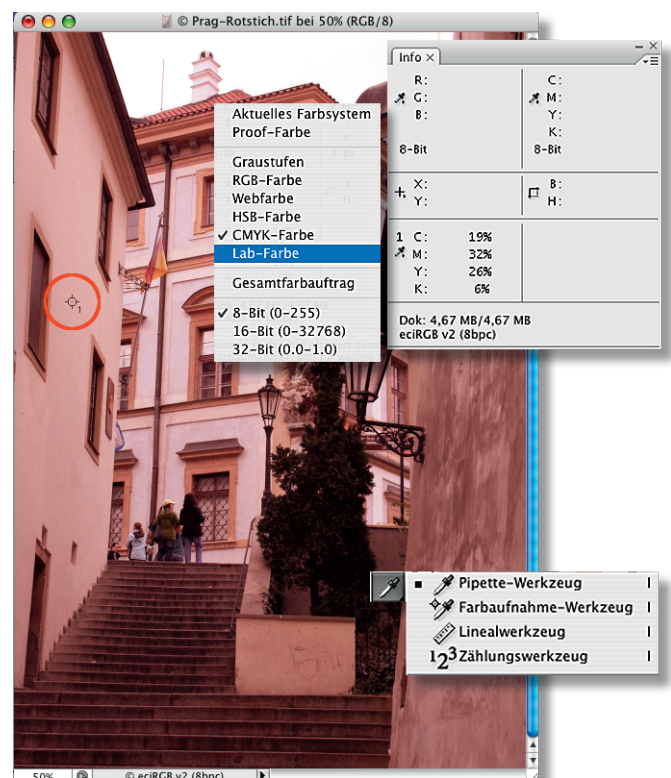 © Prag-Rotstich.tif bei 50% (RGB/8)
Info ×
R: C:
G: M:
B: Y:
K:
8-Bit 8-Bit
X: B:
Y: H:
1 C: 19%
M: 32%
Y: 26%
K: 6%
Dok: 4,67 MB/4,67 MB
eciRGB v2 (8bpc)
Aktuelles Farbsystem
Proof-Farbe
Graustufen
RGB-Farbe
Webfarbe
HSB-Farbe
✓ CMYK-Farbe
Lab-Farbe
Gesamtfarbauftrag
✓ 8-Bit (0-255)
16-Bit (0-32768)
32-Bit (0.0-1.0)
1
Pipette-Werkzeug I
Farbaufnahme-Werkzeug I
Linealwerkzeug I
123 Zählungswerkzeug I
50% © eciRGB v2 (8bpc)